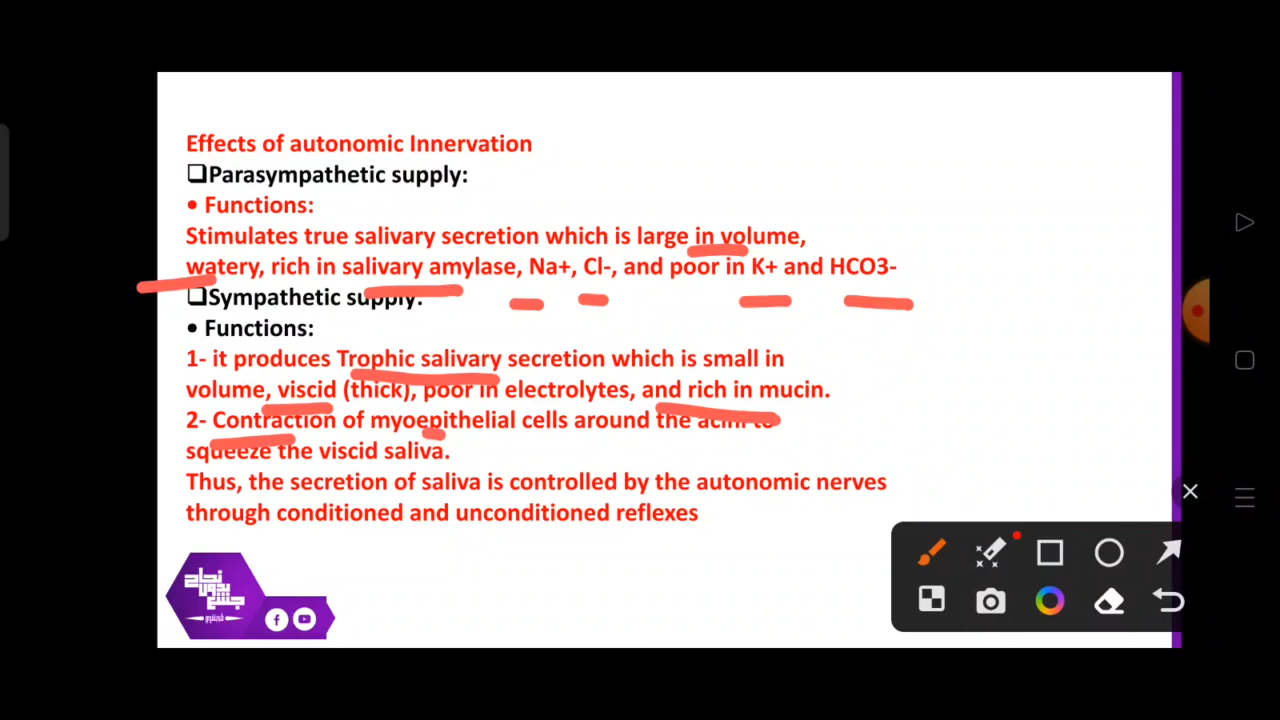 Effects of autonomic Innervation
❑Parasympathetic supply:
• Functions:
Stimulates true salivary secretion which is large in volume,
watery, rich in salivary amylase, Na+, Cl-, and poor in K+ and HCO3-
❑Sympathetic supply:
• Functions:
1- it produces Trophic salivary secretion which is small in
volume, viscid (thick), poor in electrolytes, and rich in mucin.
2- Contraction of myoepithelial cells around the acini to
squeeze the viscid saliva.
Thus, the secretion of saliva is controlled by the autonomic nerves
through conditioned and unconditioned reflexes
نجاح
بدون
f